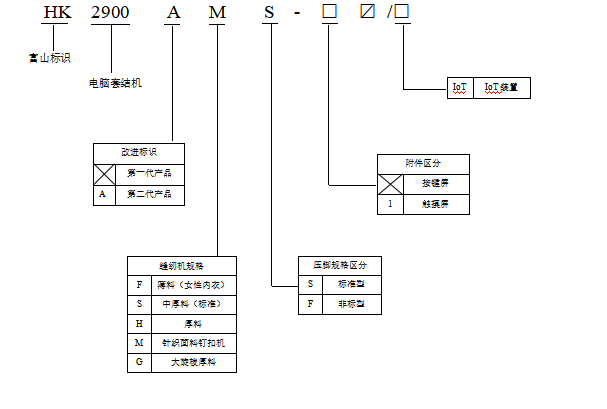 HK 2900 A M S - □ ☑ /□
富山标识
电脑套结机
IoT IoT装置
改进标识
第一代产品
A 第二代产品
附件区分
按键屏
1 触摸屏
缝纫机规格
F 薄料（女性内衣）
S 中厚料（标准）
H 厚料
M 针织面料钉扣机
G 大旋梭厚料
压脚规格区分
S 标准型
F 非标型